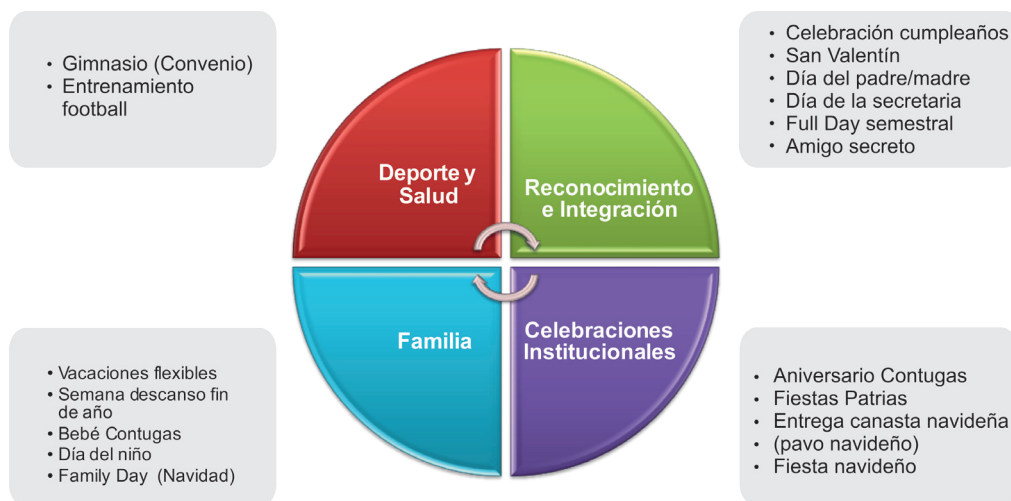 • Gimnasio (Convenio)
• Entrenamiento
football
• Celebración cumpleaños
• San Valentín
• Día del padre/madre
• Día de la secretaria
• Full Day semestral
• Amigo secreto
Deporte y
Salud
Reconocimiento
e Integración
Familia
Celebraciones
Institucionales
• Vacaciones flexibles
• Semana descanso fin
de año
• Bebé Contugas
• Día del niño
• Family Day (Navidad)
• Aniversario Contugas
• Fiestas Patrias
• Entrega canasta navideña
• (pavo navideño)
• Fiesta navideño